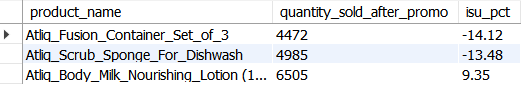 product_name quantity_sold_after_promo isu_pct
Atliq_Fusion_Container_Set_of_3 4472 -14.12
Atliq_Scrub_Sponge_For_Dishwash 4985 -13.48
Atliq_Body_Milk_Nourishing_Lotion (1... 6505 9.35